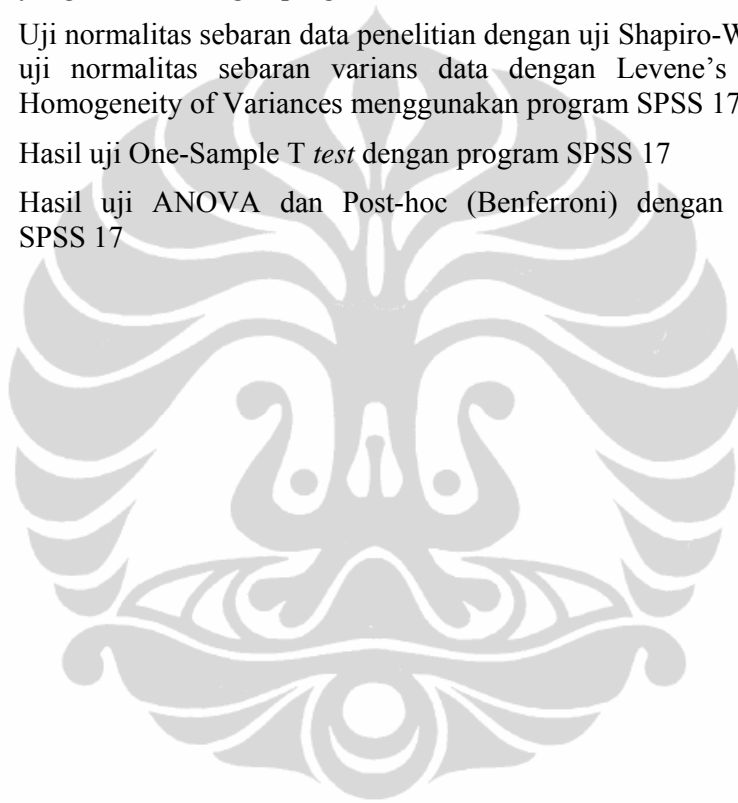 Uji normalitas sebaran data penelitian dengan uji Shapiro-W
uji normalitas sebaran varians data dengan Levene’s
Homogeneity of Variances menggunakan program SPSS 17
Hasil uji One-Sample T test dengan program SPSS 17
Hasil uji ANOVA dan Post-hoc (Benferroni) dengan
SPSS 17